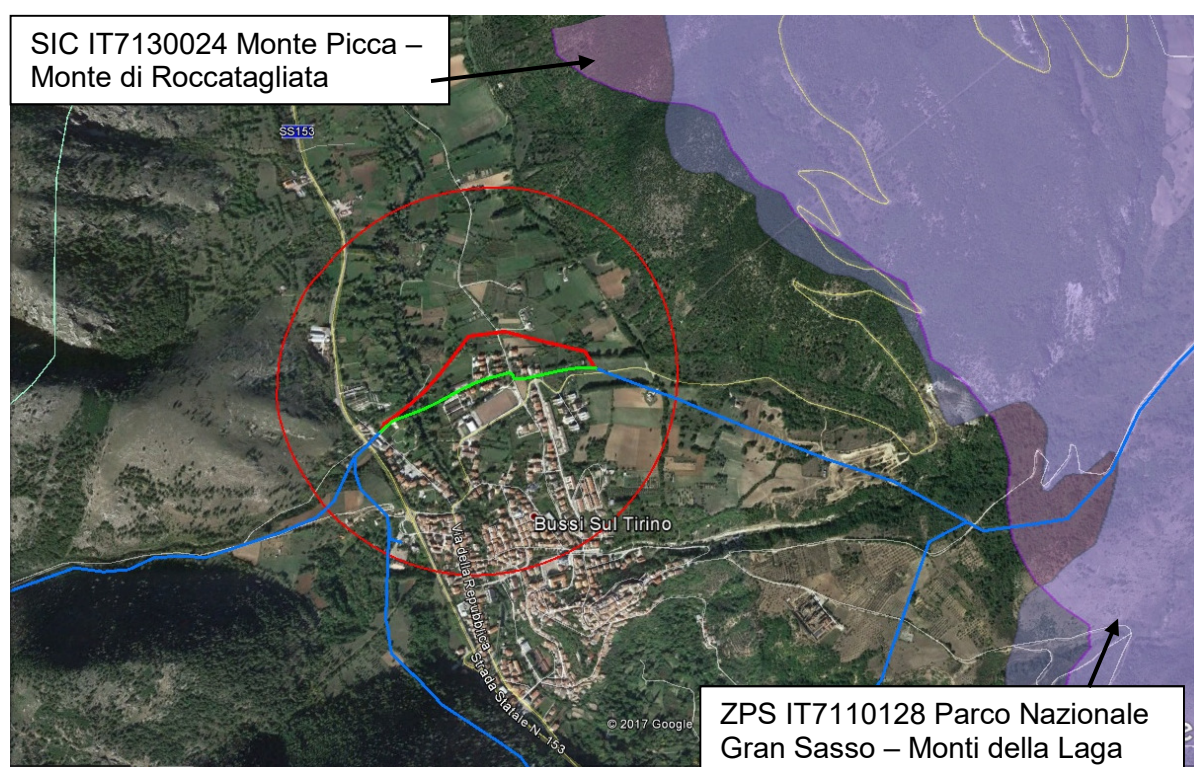 SIC IT7130024 Monte Picca –
Monte di Roccatagliata
SS153
Bussi Sul Tirino
Via della Repubblica
Strada Statale N. 153
© 2017 Google
ZPS IT7110128 Parco Nazionale
Gran Sasso – Monti della Laga